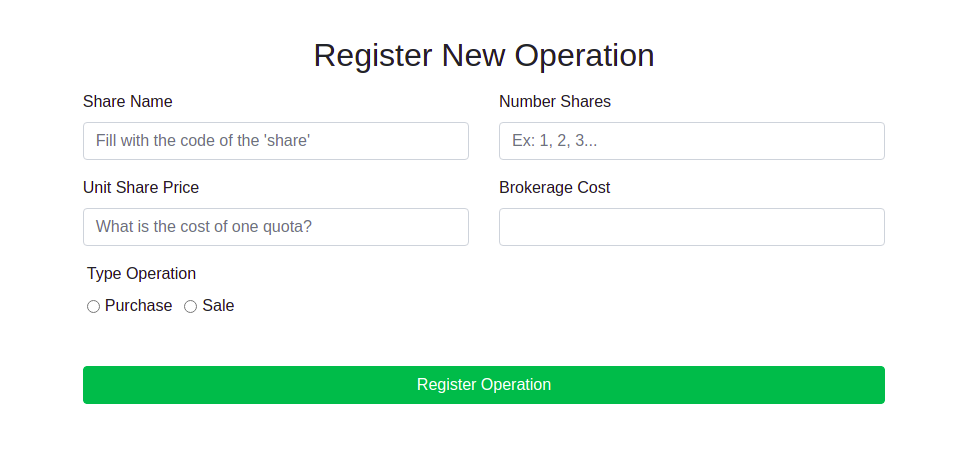 Register New Operation
Share Name
Number Shares
Fill with the code of the 'share'
Ex: 1, 2, 3...
Unit Share Price
Brokerage Cost
What is the cost of one quota?
Type Operation
Purchase Sale
Register Operation